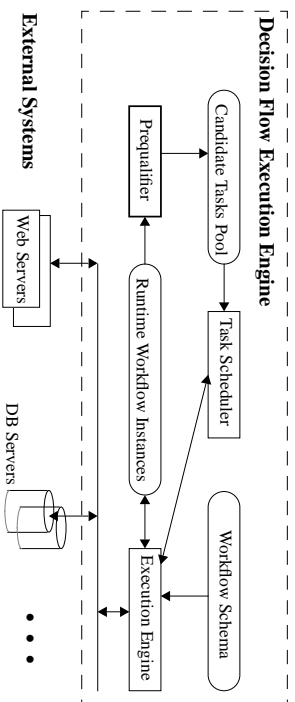 Decision Flow Execution Engine
Candidate Tasks Pool
Task Scheduler
Workflow Schema
Prequalifier
Runtime Workflow Instances
Execution Engine
External Systems
Web Servers
DB Servers